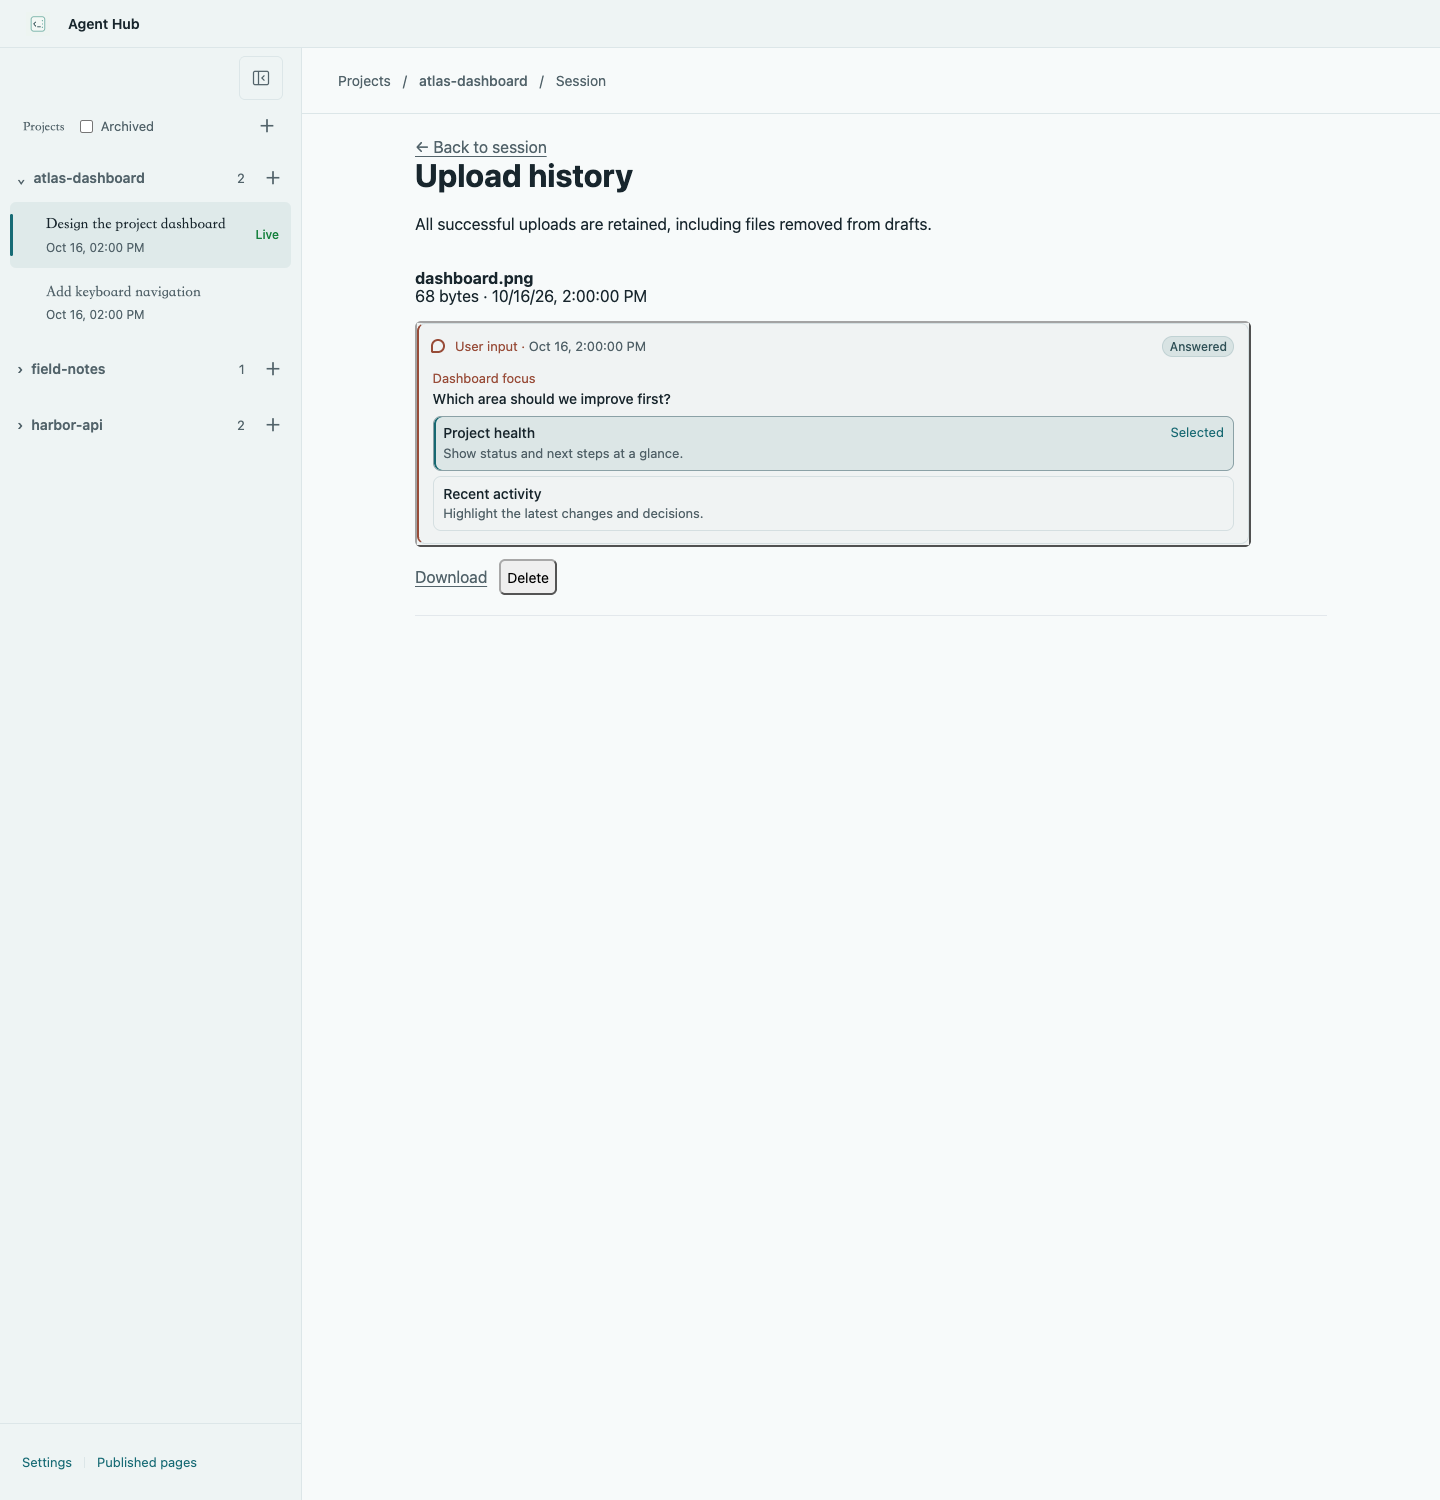 Agent Hub
Projects
Archived
atlas-dashboard 2
Design the project dashboard
Live
Oct 16, 02:00 PM
Add keyboard navigation
Oct 16, 02:00 PM
field-notes 1
harbor-api 2
Settings
Published pages
Projects / atlas-dashboard / Session
← Back to session
Upload history
All successful uploads are retained, including files removed from drafts.
dashboard.png
68 bytes · 10/16/26, 2:00:00 PM
User input · Oct 16, 2:00:00 PM
Answered
Dashboard focus
Which area should we improve first?
Project health
Selected
Show status and next steps at a glance.
Recent activity
Highlight the latest changes and decisions.
Download
Delete